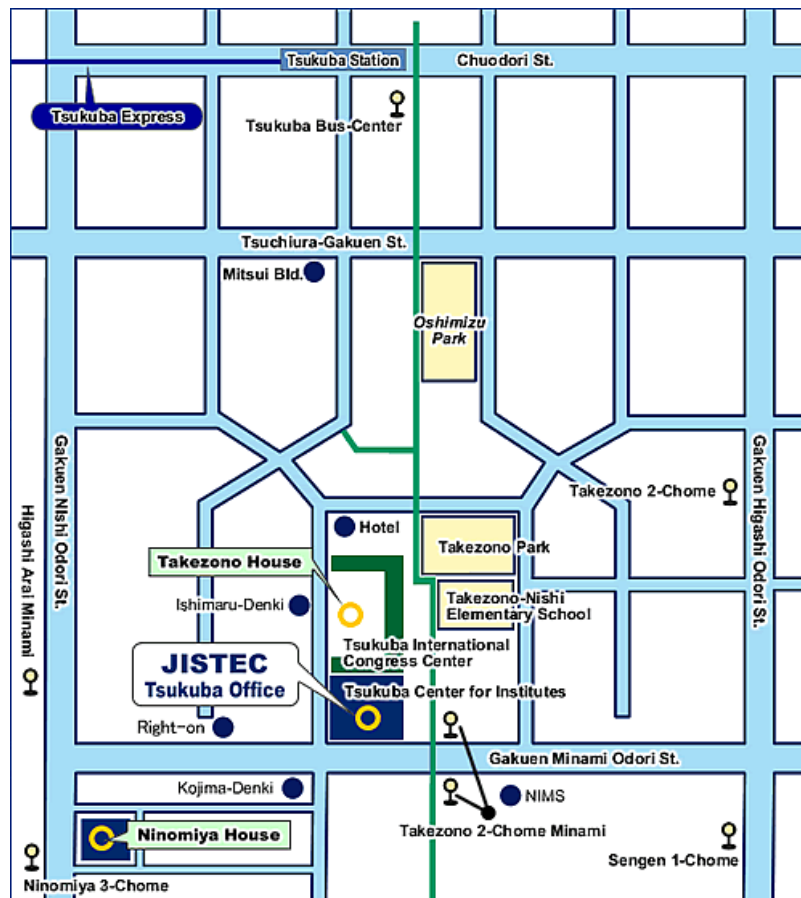 Tsukuba Station
Chuodori St.
Tsukuba Express
Tsukuba Bus-Center
Tsuchiura-Gakuen St.
Mitsui Bld.
Oshimizu
Park
Gakuen Nishi Odori St.
Gakuen Higashi Odori St.
Higashi Arai Minami
Takezono 2-Chome
Hotel
Takezono Park
Takezono House
Takezono-Nishi
Elementary School
Ishimaru-Denki
Tsukuba International
Congress Center
JISTEC
Tsukuba Office
Tsukuba Center for Institutes
Right-on
Gakuen Minami Odori St.
Kojima-Denki
NIMS
Takezono 2-Chome Minami
Ninomiya House
Sengen 1-Chome
Ninomiya 3-Chome